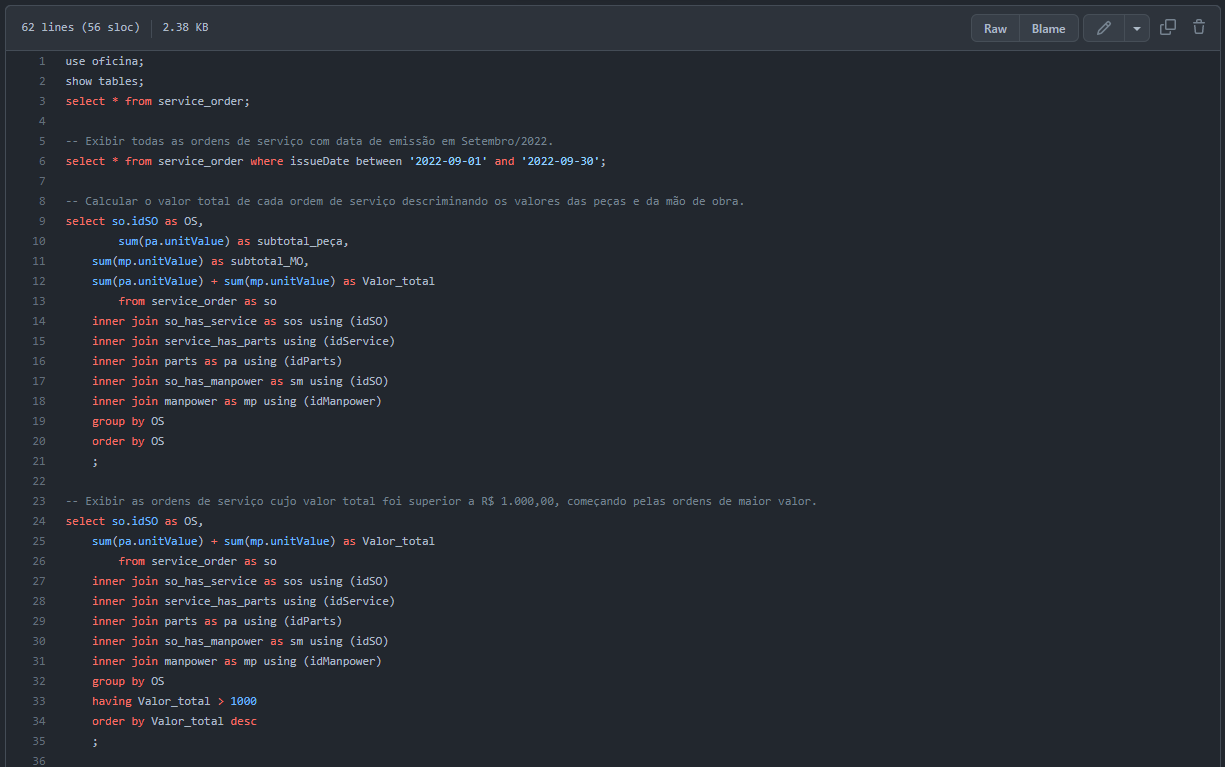 62 lines (56 sloc) 2.38 KB Raw Blame
1 use oficina;
2 show tables;
3 select * from service_order;
4
5 -- Exibir todas as ordens de serviço com data de emissão em Setembro/2022.
6 select * from service_order where issueDate between '2022-09-01' and '2022-09-30';
7
8 -- Calcular o valor total de cada ordem de serviço descriminando os valores das peças e da mão de obra.
9 select so.idSO as OS,
10 sum(pa.unitValue) as subtotal_peça,
11 sum(mp.unitValue) as subtotal_MO,
12 sum(pa.unitValue) + sum(mp.unitValue) as Valor_total
13 from service_order as so
14 inner join so_has_service as sos using (idSO)
15 inner join service_has_parts using (idService)
16 inner join parts as pa using (idParts)
17 inner join so_has_manpower as sm using (idSO)
18 inner join manpower as mp using (idManpower)
19 group by OS
20 order by OS
21 ;
22
23 -- Exibir as ordens de serviço cujo valor total foi superior a R$ 1.000,00, começando pelas ordens de maior valor.
24 select so.idSO as OS,
25 sum(pa.unitValue) + sum(mp.unitValue) as Valor_total
26 from service_order as so
27 inner join so_has_service as sos using (idSO)
28 inner join service_has_parts using (idService)
29 inner join parts as pa using (idParts)
30 inner join so_has_manpower as sm using (idSO)
31 inner join manpower as mp using (idManpower)
32 group by OS
33 having Valor_total > 1000
34 order by Valor_total desc
35 ;
36